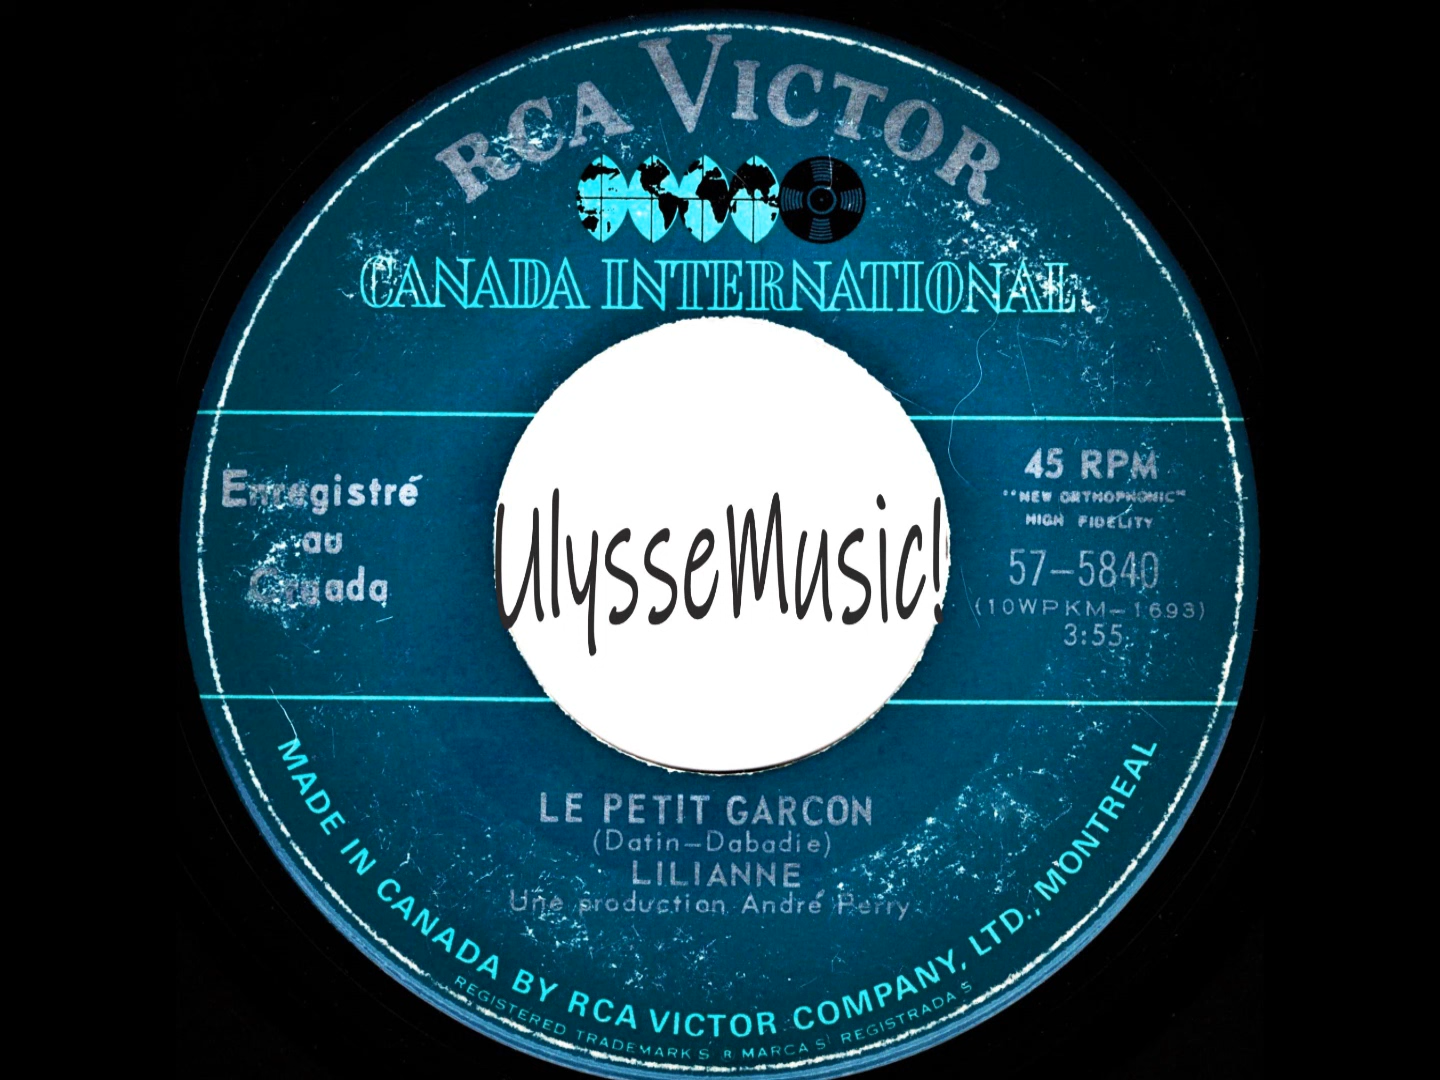 RCA VICTOR
CANADA INTERNATIONAL
Enregistré
au
Canada
45 RPM
"NEW ORTHOPHONIC"
HIGH FIDELITY
57-5840
(10WPKM-1693)
3:55
UlysseMusic!
LE PETIT GARCON
(Datin-Dabadie)
LILIANNE
Une production André Perry
MADE IN CANADA BY RCA VICTOR COMPANY, LTD., MONTREAL
REGISTERED TRADEMARKS & MARCAS REGISTRADAS